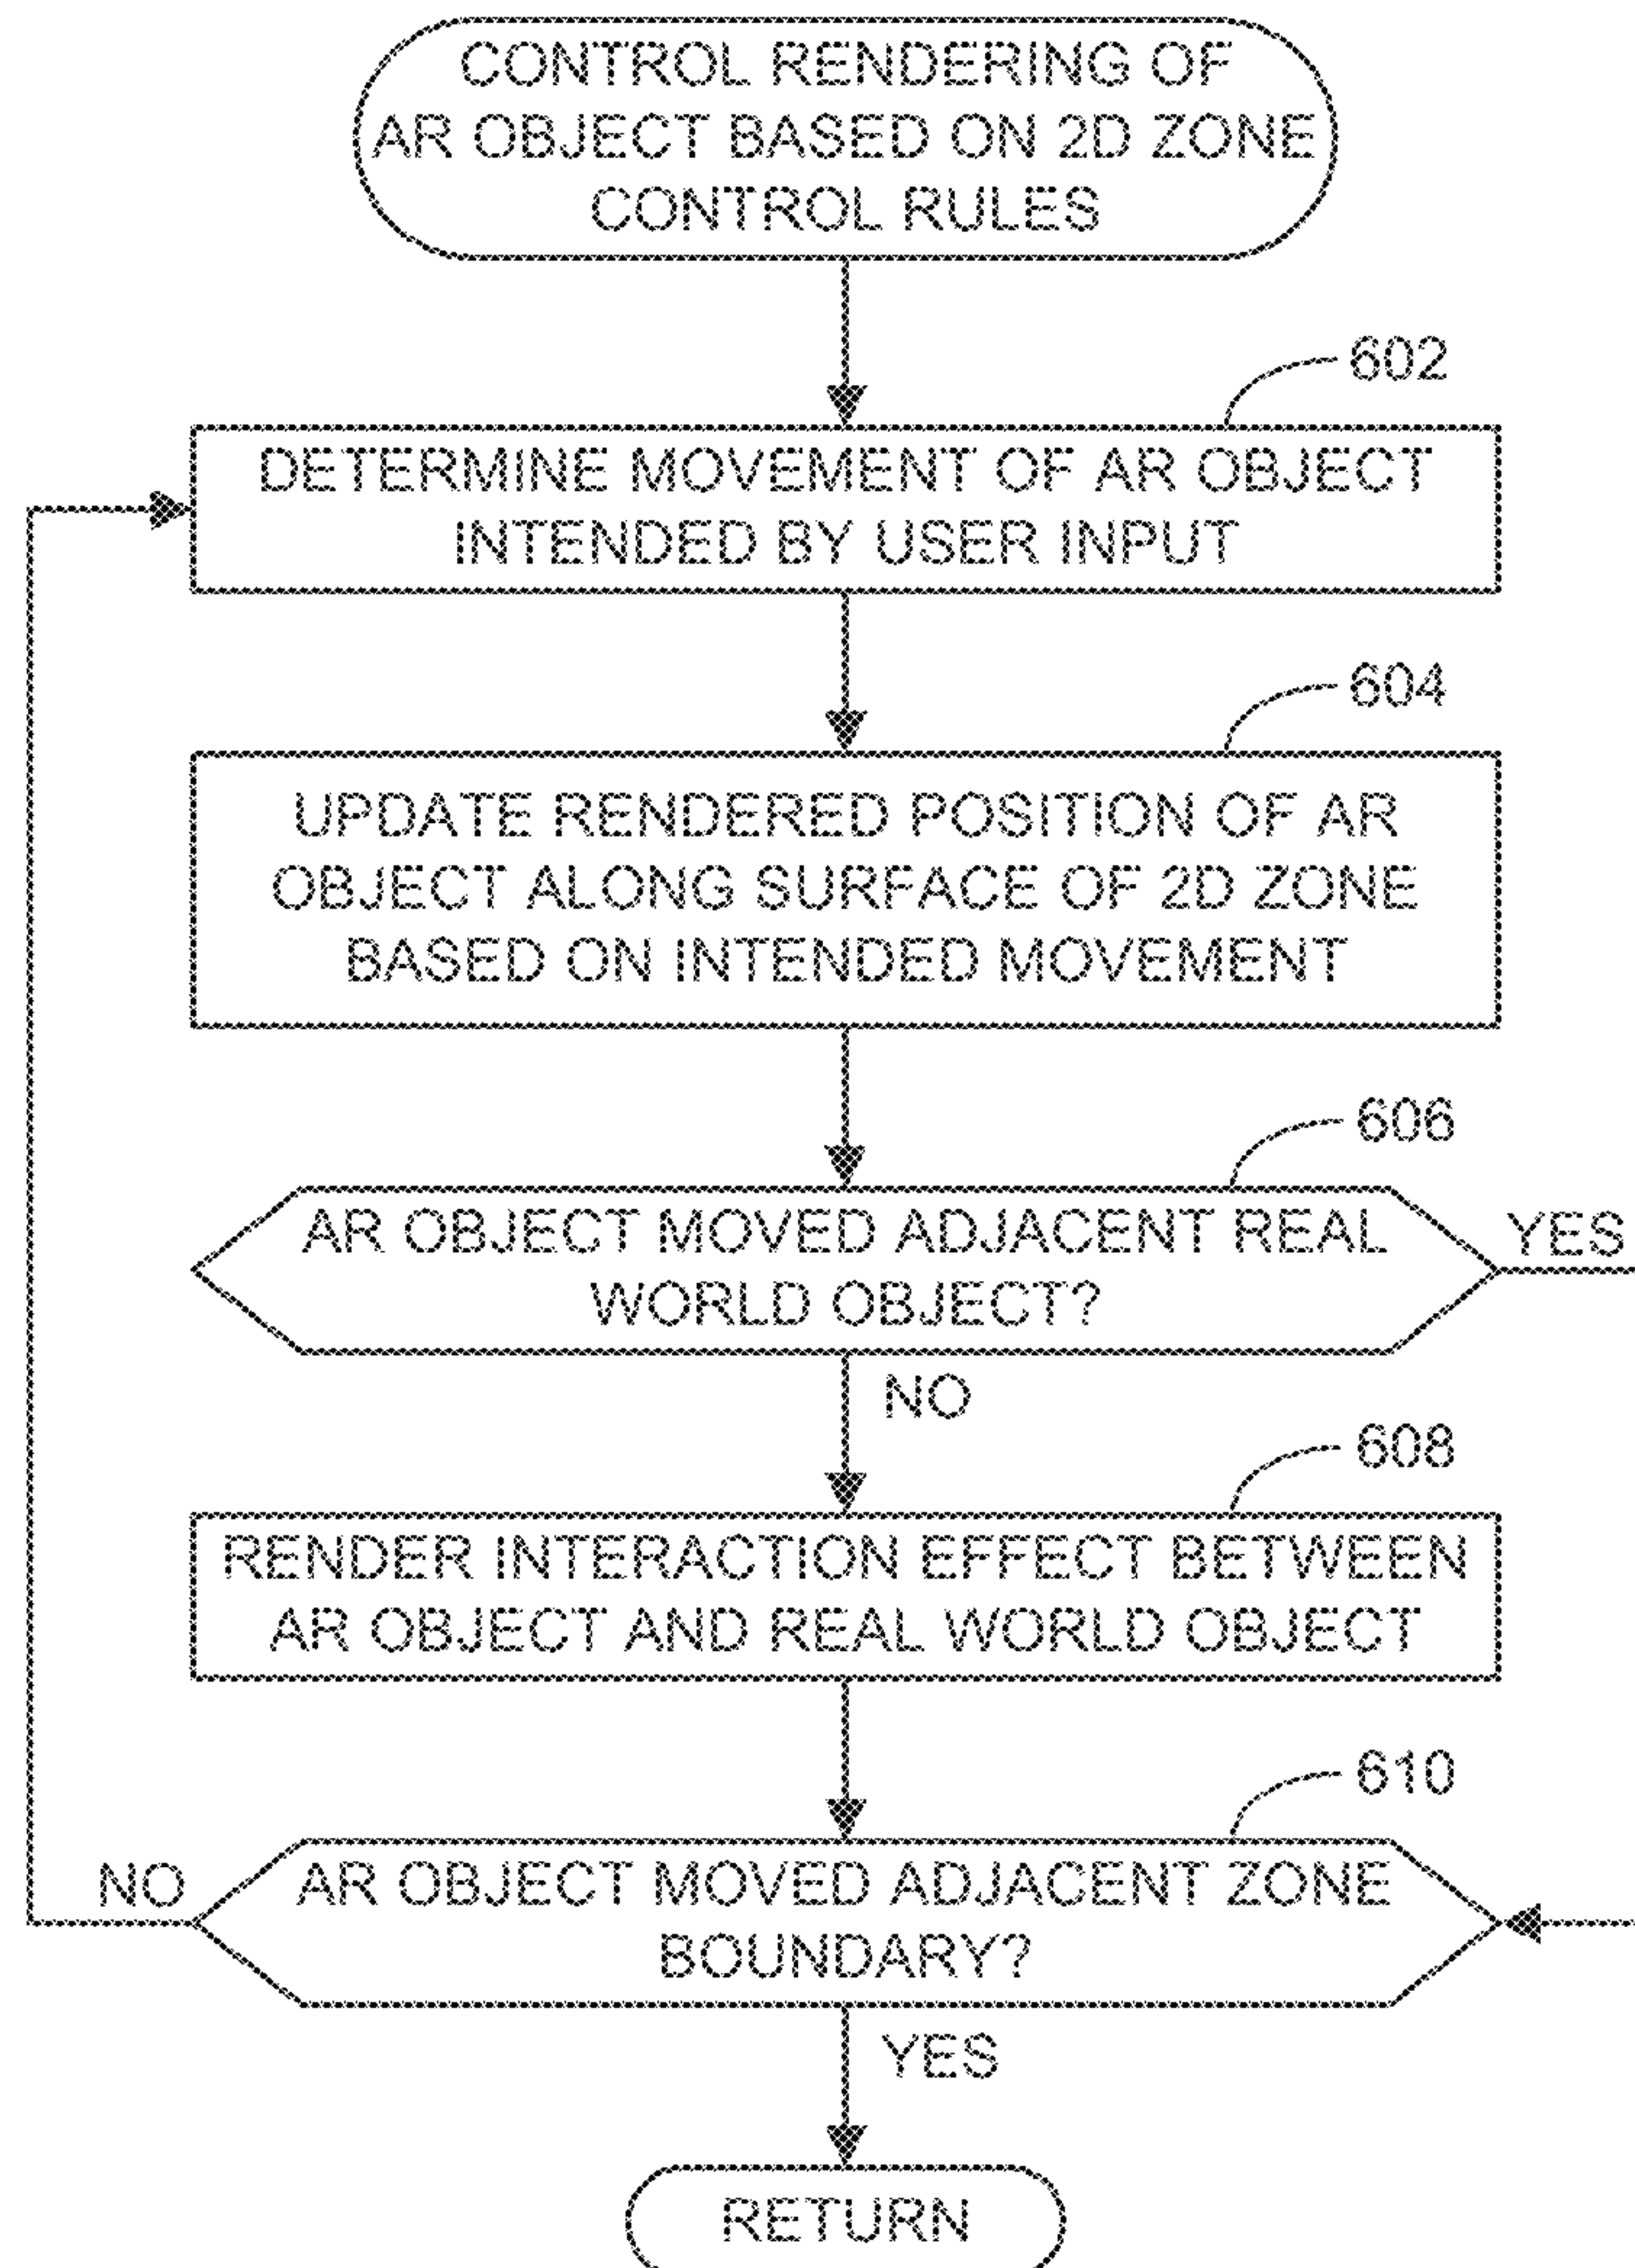 CONTROL RENDERING OF
AR OBJECT BASED ON 2D ZONE
CONTROL RULES
602
DETERMINE MOVEMENT OF AR OBJECT
INTENDED BY USER INPUT
604
UPDATE RENDERED POSITION OF AR
OBJECT ALONG SURFACE OF 2D ZONE
BASED ON INTENDED MOVEMENT
606
AR OBJECT MOVED ADJACENT REAL
WORLD OBJECT?
YES
NO
608
RENDER INTERACTION EFFECT BETWEEN
AR OBJECT AND REAL WORLD OBJECT
610
AR OBJECT MOVED ADJACENT ZONE
BOUNDARY?
NO
YES
RETURN